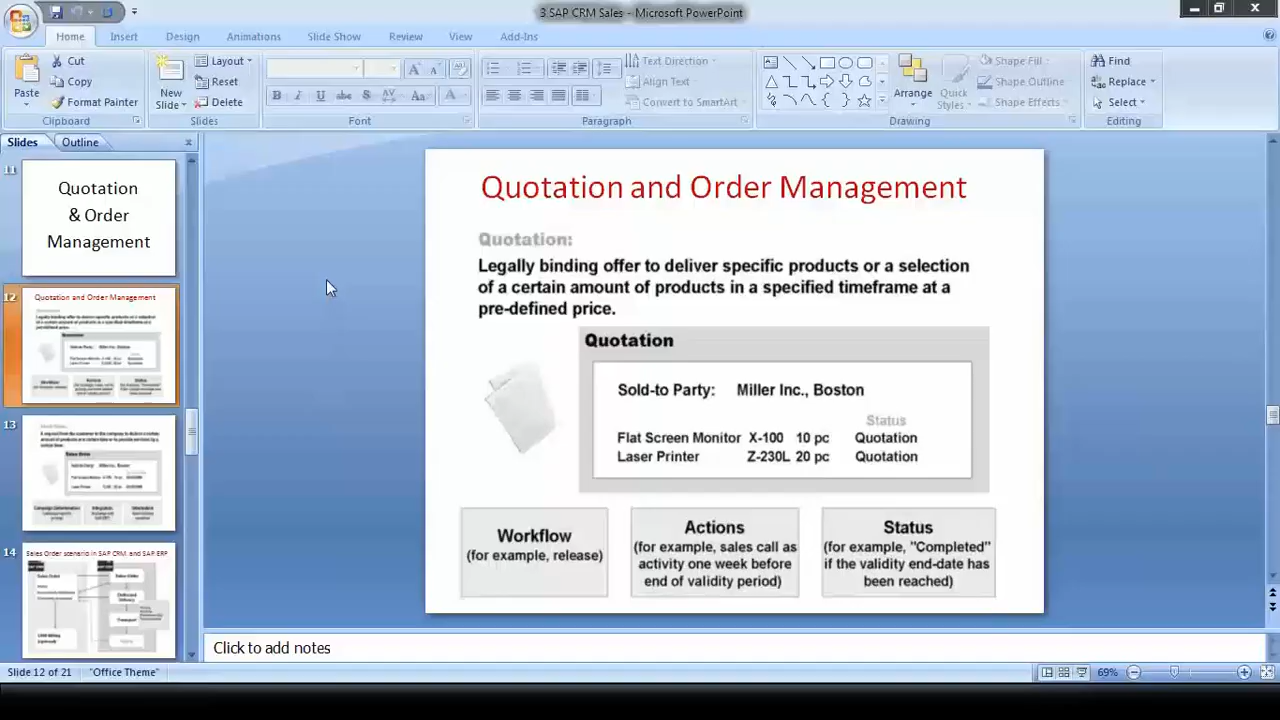 3 SAP CRM Sales - Microsoft PowerPoint
Home Insert Design Animations Slide Show Review View Add-Ins
Paste
Cut
Copy
Format Painter
Clipboard
New
Slide
Layout
Reset
Delete
Slides
B I U abc S AV Aa A
Font
Text Direction
Align Text
Convert to SmartArt
Paragraph
Arrange
Quick
Styles
Shape Fill
Shape Outline
Shape Effects
Drawing
Find
Replace
Select
Editing
Slides Outline
11
Quotation
& Order
Management
12
Quotation and Order Management
13
14
Sales Order scenario in SAP CRM and SAP ERP
Quotation and Order Management
Quotation:
Legally binding offer to deliver specific products or a selection
of a certain amount of products in a specified timeframe at a
pre-defined price.
Quotation
Sold-to Party: Miller Inc., Boston
Status
Flat Screen Monitor X-100 10 pc Quotation
Laser Printer Z-230L 20 pc Quotation
Workflow
(for example, release)
Actions
(for example, sales call as
activity one week before
end of validity period)
Status
(for example, "Completed"
if the validity end-date has
been reached)
Click to add notes
Slide 12 of 21 "Office Theme" 69%